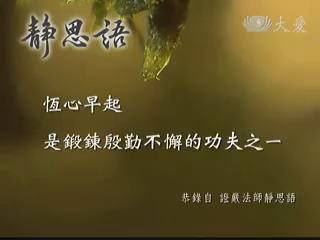 靜思語
大愛
恆心早起
是鍛鍊殷勤不懈的功夫之一
恭錄自 證嚴法師靜思語